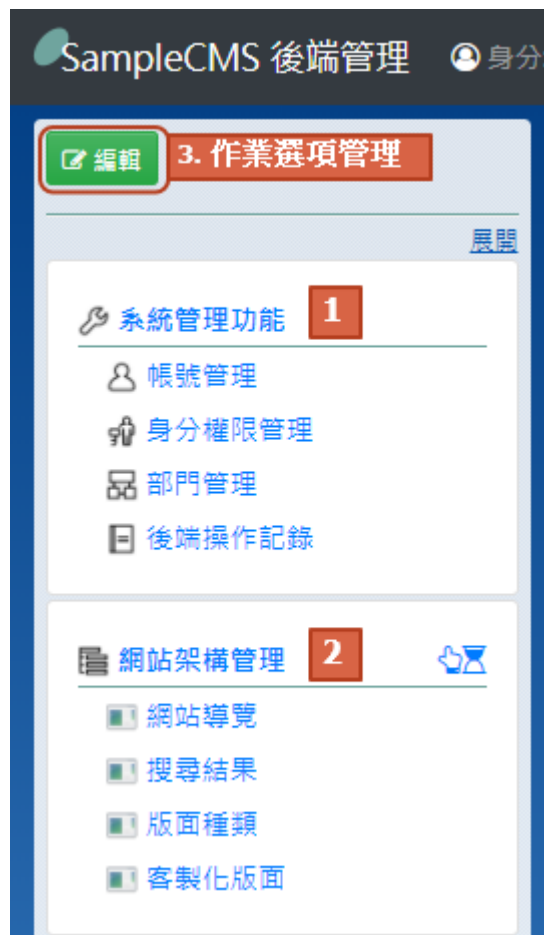 SampleCMS 後端管理 身分
編輯 3. 作業選項管理
展開
系統管理功能 1
帳號管理
身分權限管理
部門管理
後端操作記錄
網站架構管理 2
網站導覽
搜尋結果
版面種類
客製化版面